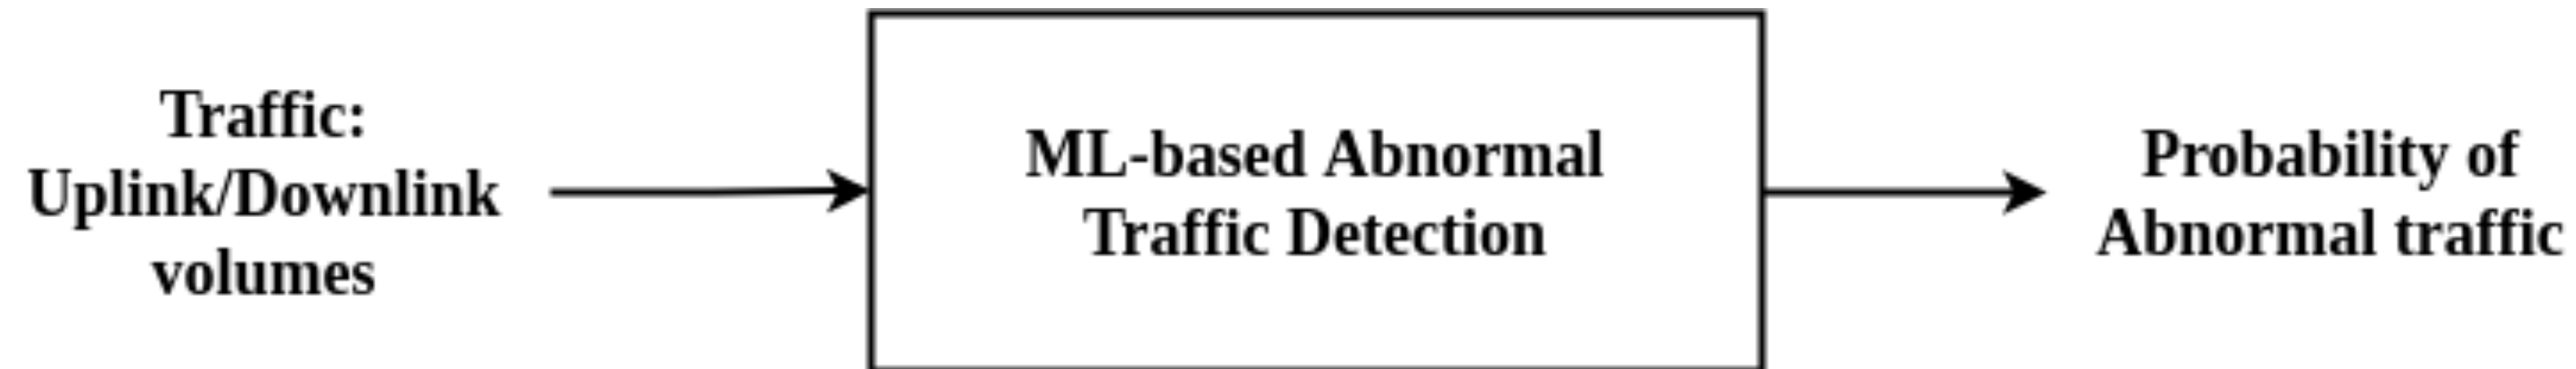 Traffic:
Uplink/Downlink
volumes
ML-based Abnormal
Traffic Detection
Probability of
Abnormal traffic